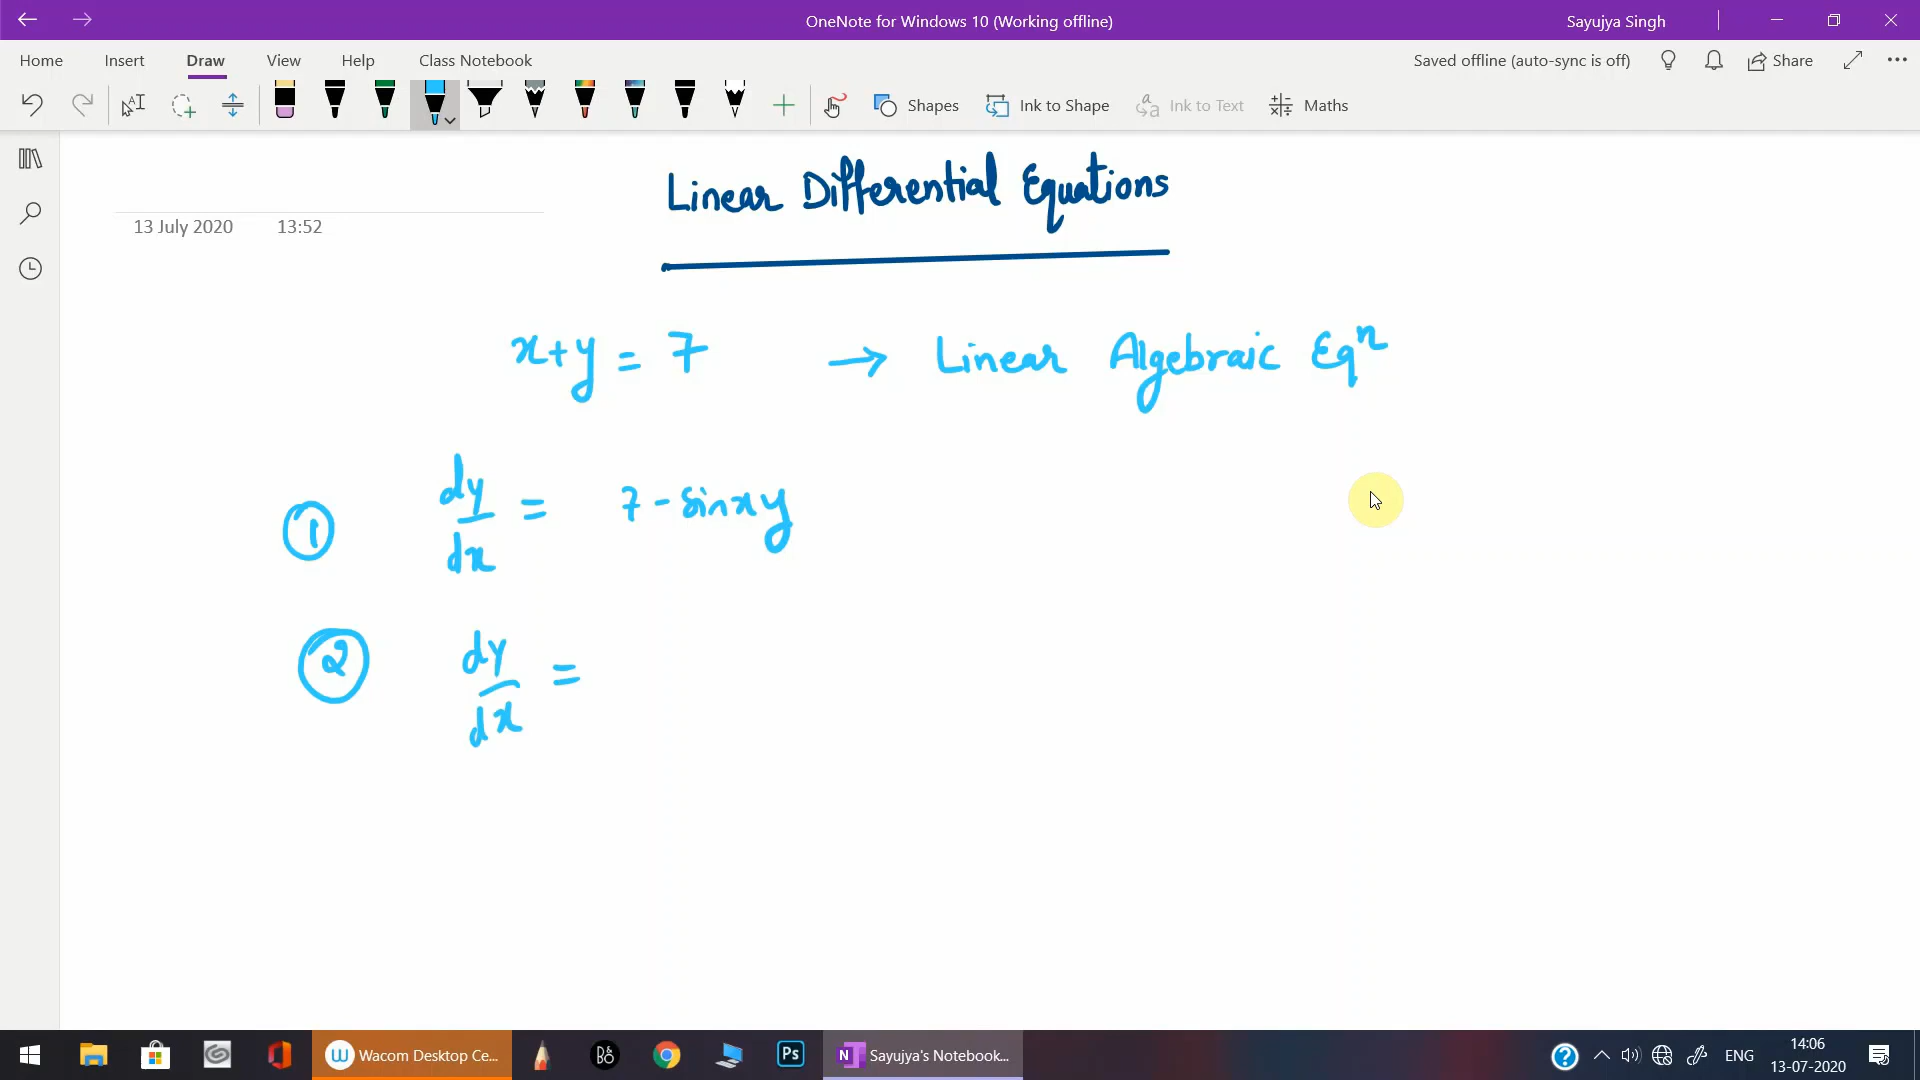 OneNote for Windows 10 (Working offline)
Sayujya Singh
Home Insert Draw View Help Class Notebook
Saved offline (auto-sync is off) Share
Shapes Ink to Shape Ink to Text Maths
Linear Differential Equations
13 July 2020 13:52
x+y = 7 → Linear Algebraic Eqⁿ
① dy/dx = 7 - sinxy
② dy/dx =
Wacom Desktop Ce...
Ps
N Sayujya's Notebook...
ENG
14:06
13-07-2020